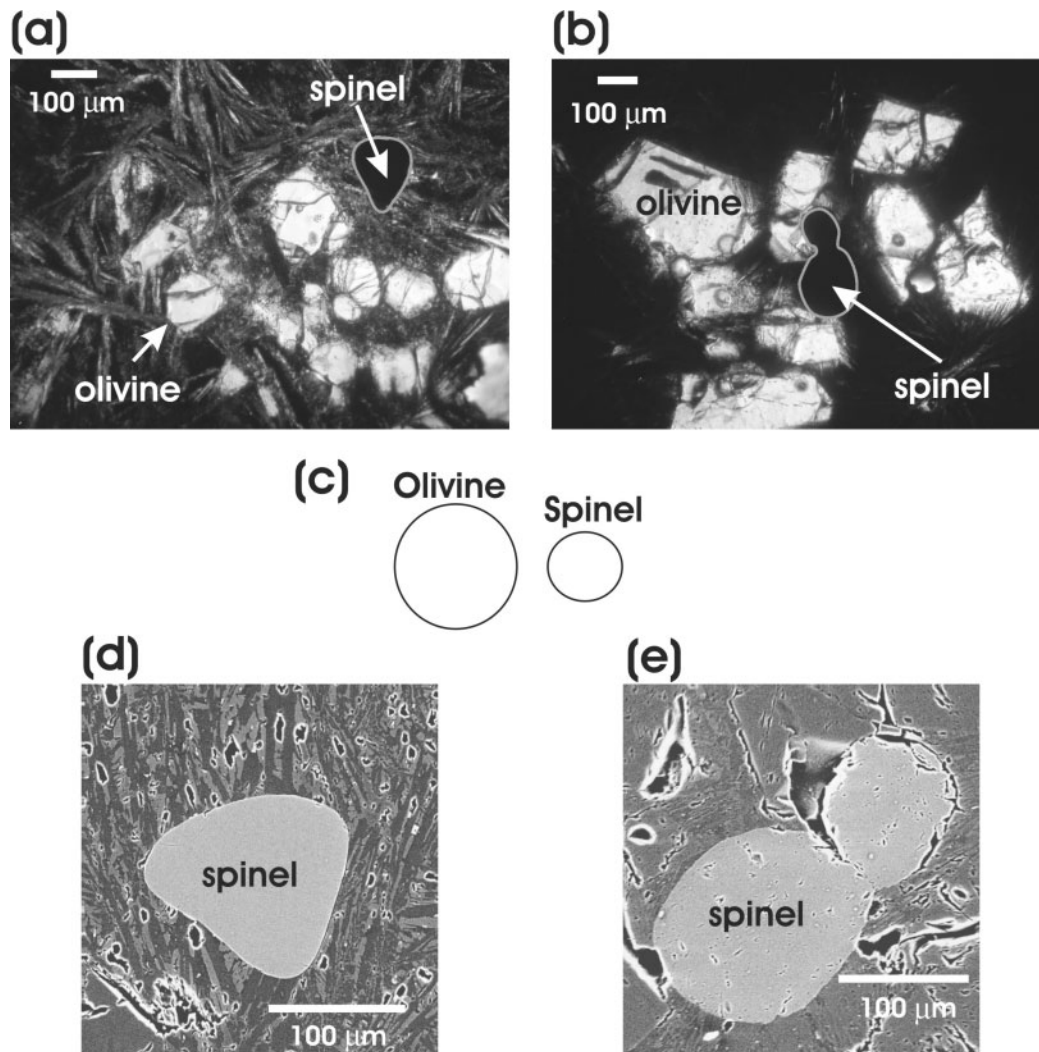 (a)
(b)
100 μm
spinel
olivine
100 μm
olivine
spinel
(c)
Olivine
Spinel
(d)
(e)
spinel
100 μm
spinel
100 μm